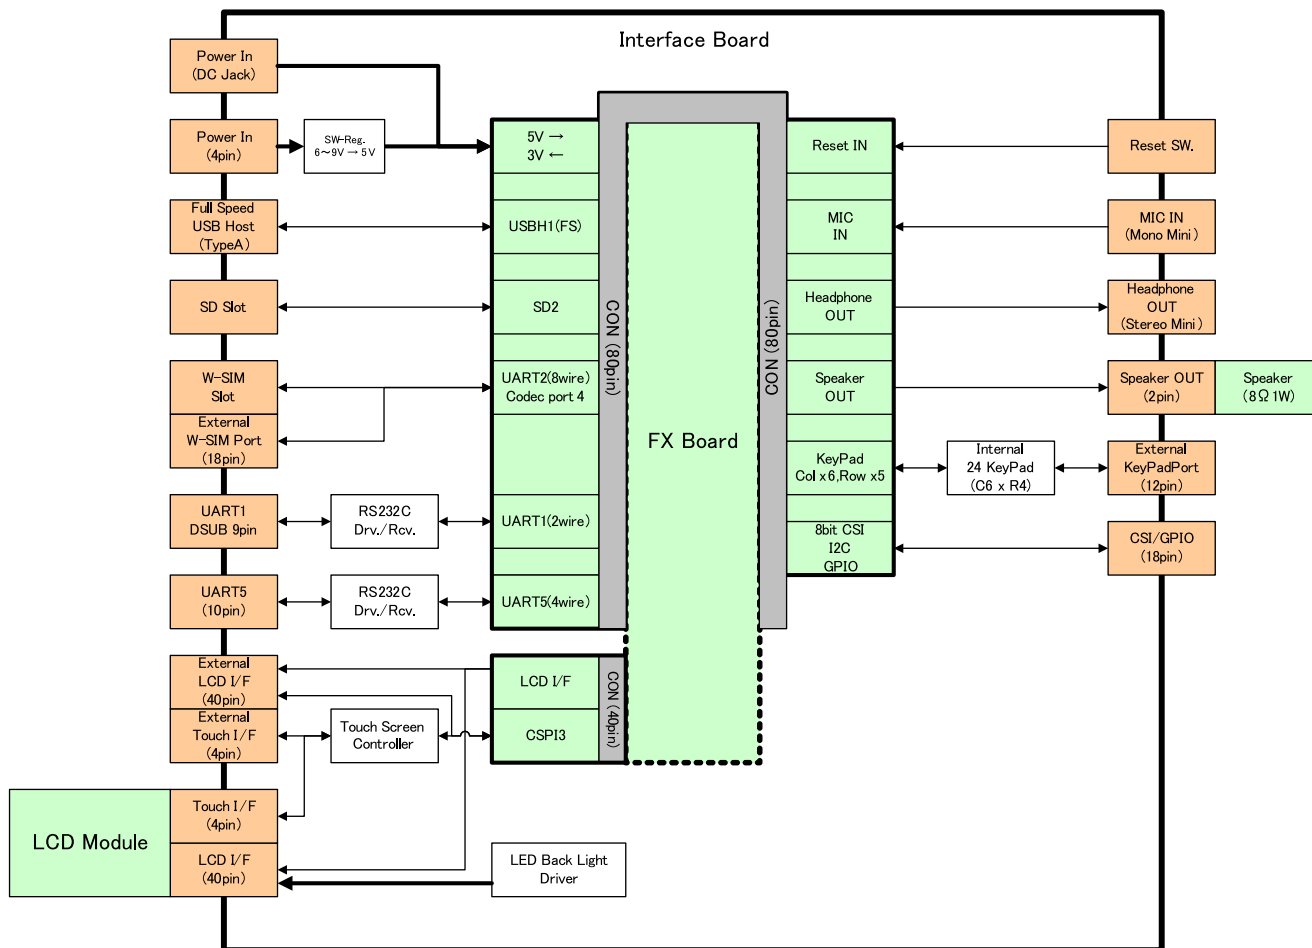 Interface Board
Power In
(DC Jack)
Power In
(4pin)
SW-Reg.
6～9V → 5V
Full Speed
USB Host
(TypeA)
SD Slot
W-SIM
Slot
External
W-SIM Port
(18pin)
UART1
DSUB 9pin
RS232C
Drv./Rcv.
UART5
(10pin)
RS232C
Drv./Rcv.
External
LCD I/F
(40pin)
External
Touch I/F
(4pin)
Touch Screen
Controller
Touch I/F
(4pin)
LCD I/F
(40pin)
LCD Module
LED Back Light
Driver
5V →
3V ←
USBH1(FS)
SD2
UART2(8wire)
Codec port 4
UART1(2wire)
UART5(4wire)
LCD I/F
CSPI3
CON (80pin)
CON (40pin)
FX Board
CON (80pin)
Reset IN
MIC
IN
Headphone
OUT
Speaker
OUT
KeyPad
Col x6,Row x5
8bit CSI
I2C
GPIO
Internal
24 KeyPad
(C6 x R4)
Reset SW.
MIC IN
(Mono Mini)
Headphone
OUT
(Stereo Mini)
Speaker OUT
(2pin)
Speaker
(8Ω 1W)
External
KeyPadPort
(12pin)
CSI/GPIO
(18pin)